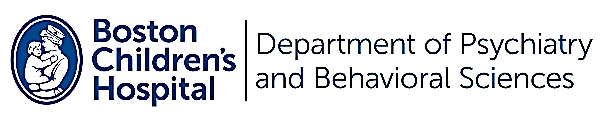 Boston
Children's
Hospital
Department of Psychiatry
and Behavioral Sciences